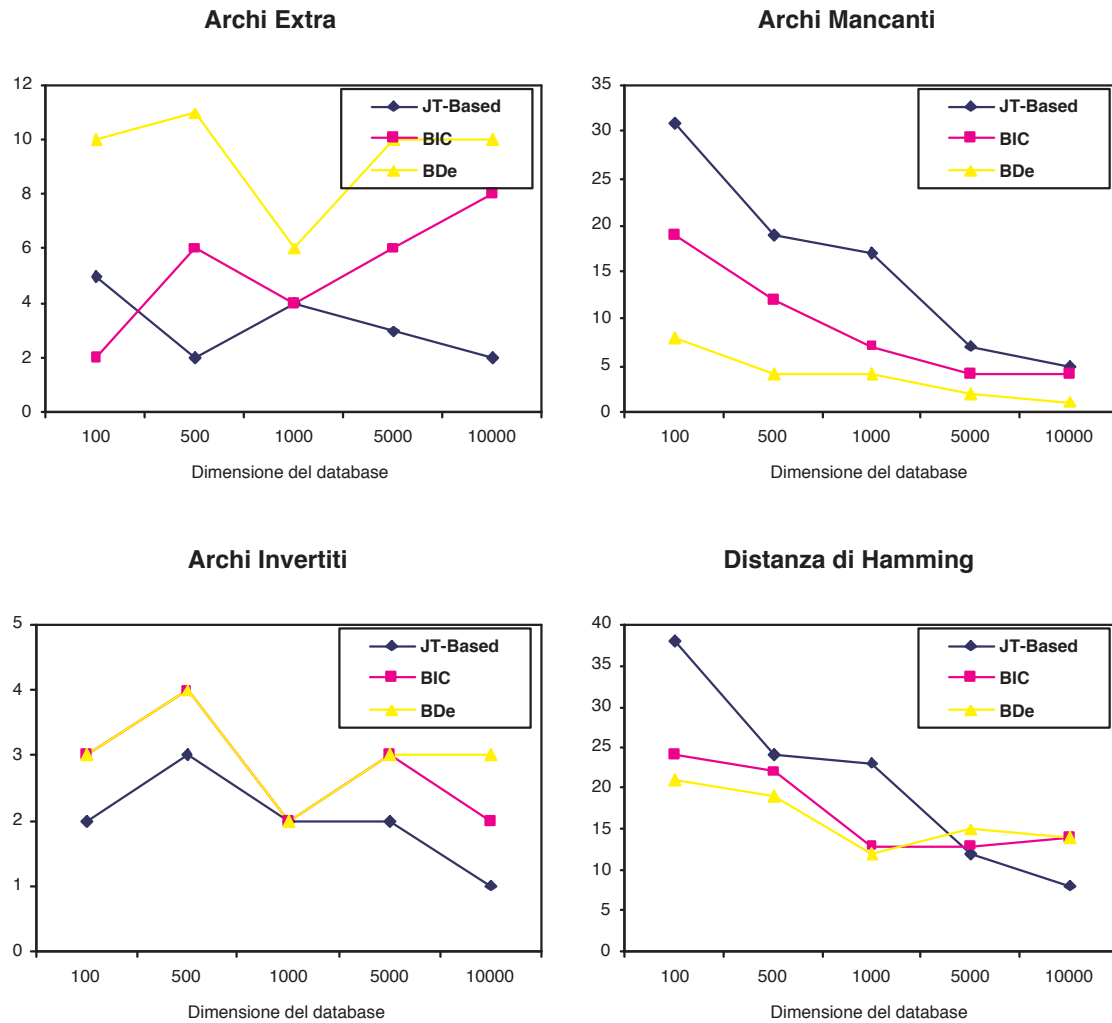 Archi Extra
12
10
8
6
4
2
0
JT-Based
BIC
BDe
100 500 1000 5000 10000
Dimensione del database
Archi Mancanti
35
30
25
20
15
10
5
0
JT-Based
BIC
BDe
100 500 1000 5000 10000
Dimensione del database
Archi Invertiti
5
4
3
2
1
0
JT-Based
BIC
BDe
100 500 1000 5000 10000
Dimensione del database
Distanza di Hamming
40
35
30
25
20
15
10
5
0
JT-Based
BIC
BDe
100 500 1000 5000 10000
Dimensione del database